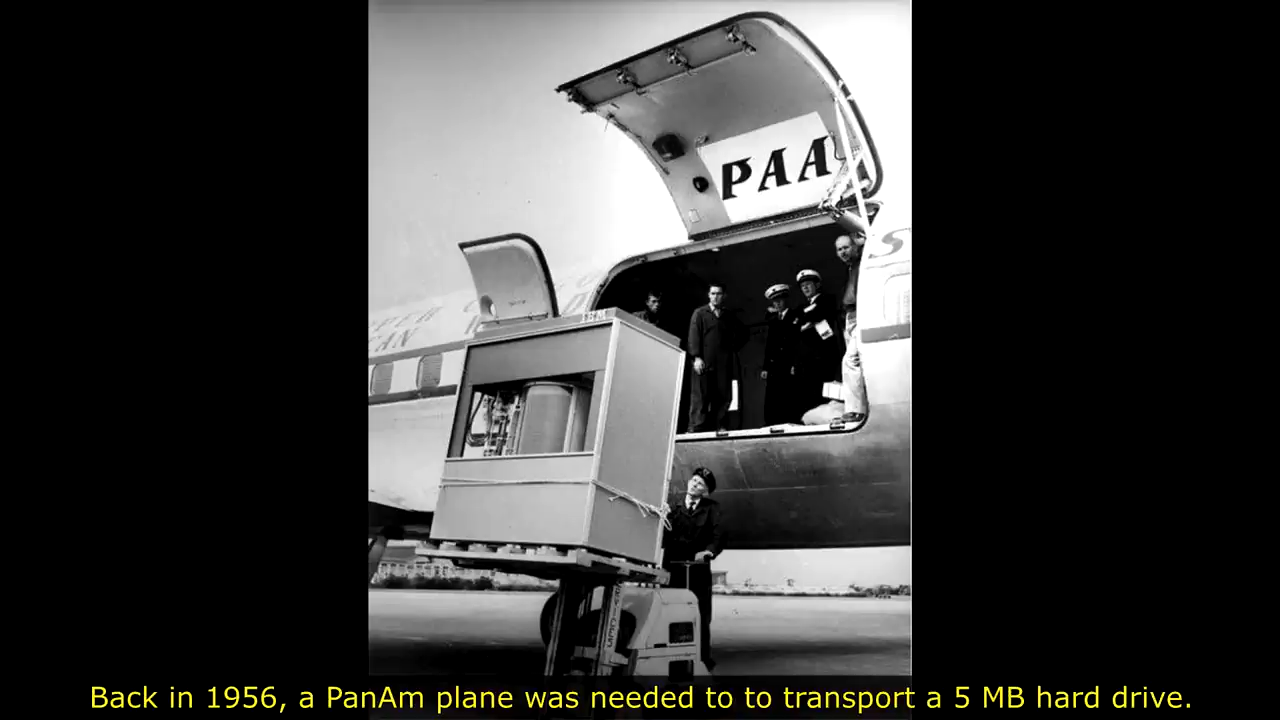 PAA
S
IBM
Back in 1956, a PanAm plane was needed to to transport a 5 MB hard drive.